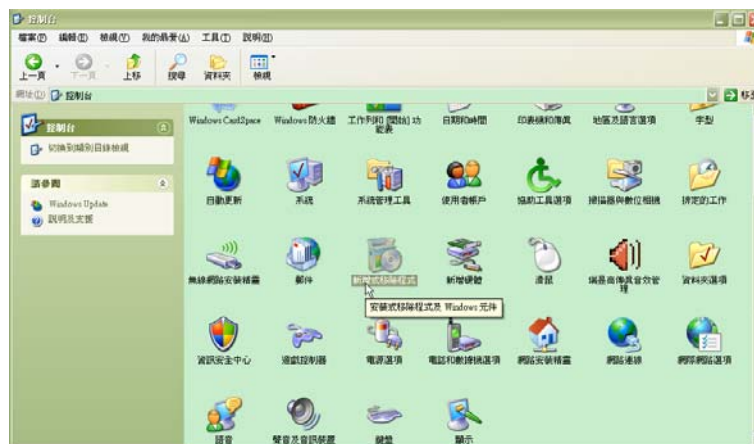 控制台
檔案(F) 編輯(E) 檢視(V) 我的最愛(A) 工具(T) 說明(H)
上一頁 下一頁 上移 搜尋 資料夾 檢視
網址(D) 控制台 移至
控制台
切換到類別目錄檢視
請參閱
Windows Update
說明及支援
Windows CardSpace Windows 防火牆 工作列和 [開始] 功能表 日期和時間 印表機和傳真 地區及語言選項 字型
自動更新 系統 系統管理工具 使用者帳戶 協助工具選項 掃描器與數位相機 排定的工作
無線網路安裝精靈 郵件 新增或移除程式 新增硬體 滑鼠 瑞昱高傳真音效管理 資料夾選項
安裝或移除程式及 Windows 元件
資訊安全中心 遊戲控制器 電源選項 電話和數據機選項 網路安裝精靈 網路連線 網際網路選項
語音 聲音及音訊裝置 鍵盤 顯示